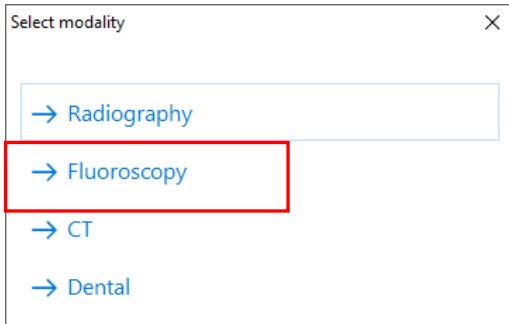 Select modality
Radiography
Fluoroscopy
CT
Dental